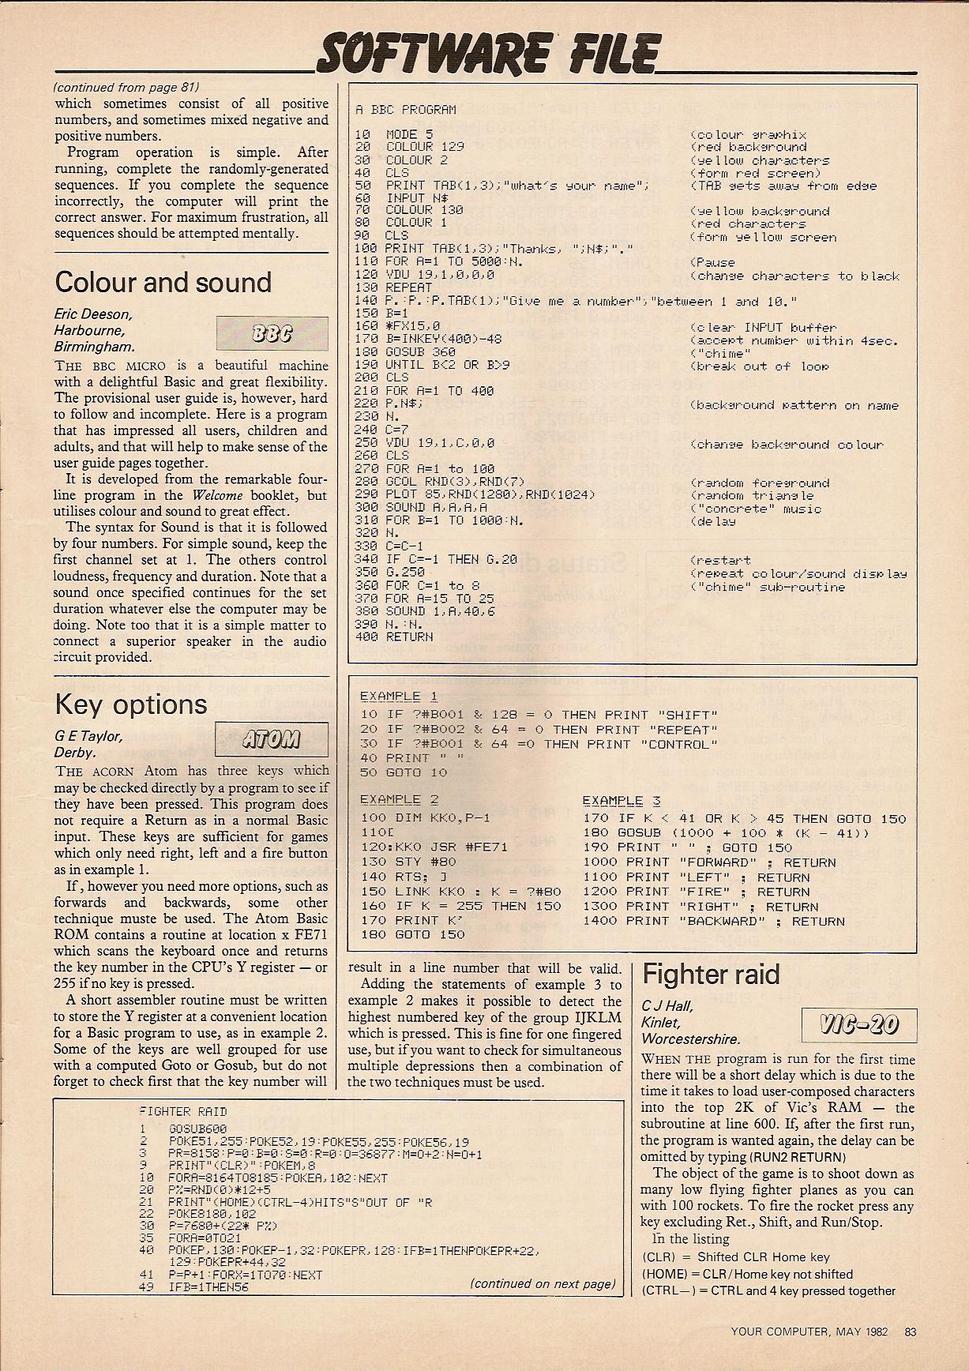 SOFTWARE FILE
(continued from page 81)
which sometimes consist of all positive
numbers, and sometimes mixed negative and
positive numbers.
Program operation is simple. After
running, complete the randomly-generated
sequences. If you complete the sequence
incorrectly, the computer will print the
correct answer. For maximum frustration, all
sequences should be attempted mentally.
Colour and sound
Eric Deeson,
Harbourne,
Birmingham.
BBC
THE BBC MICRO is a beautiful machine
with a delightful Basic and great flexibility.
The provisional user guide is, however, hard
to follow and incomplete. Here is a program
that has impressed all users, children and
adults, and that will help to make sense of the
user guide pages together.
It is developed from the remarkable four-
line program in the Welcome booklet, but
utilises colour and sound to great effect.
The syntax for Sound is that it is followed
by four numbers. For simple sound, keep the
first channel set at 1. The others control
loudness, frequency and duration. Note that a
sound once specified continues for the set
duration whatever else the computer may be
doing. Note too that it is a simple matter to
connect a superior speaker in the audio
circuit provided.
A BBC PROGRAM
10 MODE 5 (colour graphix
20 COLOUR 129 (red background
30 COLOUR 2 (yellow characters
40 CLS (form red screen)
50 PRINT TAB(1,3);"what's your name"; (TAB gets away from edge
60 INPUT N$
70 COLOUR 130 (yellow background
80 COLOUR 1 (red characters
90 CLS (form yellow screen
100 PRINT TAB(1,3);"Thanks, ";N$;"."
110 FOR A=1 TO 5000:N. (Pause
120 VDU 19,1,0,0,0 (change characters to black
130 REPEAT
140 P.:P.:P.TAB(1);"Give me a number";"between 1 and 10."
150 B=1
160 *FX15,0 (clear INPUT buffer
170 B=INKEY(400)-48 (accept number within 4sec.
180 GOSUB 360 ("chime"
190 UNTIL B<2 OR B>9 (break out of loop
200 CLS
210 FOR A=1 TO 400
220 P.N$; (background pattern on name
230 N.
240 C=7
250 VDU 19,1,C,0,0 (change background colour
260 CLS
270 FOR A=1 to 100
280 GCOL RND(3),RND(7) (random foreground
290 PLOT 85,RND(1280),RND(1024) (random triangle
300 SOUND A,A,A,A ("concrete" music
310 FOR B=1 TO 1000:N. (delay
320 N.
330 C=C-1
340 IF C=-1 THEN G.20 (restart
350 G.250 (repeat colour/sound display
360 FOR C=1 to 8 ("chime" sub-routine
370 FOR A=15 TO 25
380 SOUND 1,A,40,6
390 N.:N.
400 RETURN
Key options
G E Taylor,
Derby.
ATOM
THE ACORN Atom has three keys which
may be checked directly by a program to see if
they have been pressed. This program does
not require a Return as in a normal Basic
input. These keys are sufficient for games
which only need right, left and a fire button
as in example 1.
If, however you need more options, such as
forwards and backwards, some other
technique muste be used. The Atom Basic
ROM contains a routine at location x FE71
which scans the keyboard once and returns
the key number in the CPU's Y register — or
255 if no key is pressed.
A short assembler routine must be written
to store the Y register at a convenient location
for a Basic program to use, as in example 2.
Some of the keys are well grouped for use
with a computed Goto or Gosub, but do not
forget to check first that the key number will
EXAMPLE 1
10 IF ?#B001 & 128 = 0 THEN PRINT "SHIFT"
20 IF ?#B002 & 64 = 0 THEN PRINT "REPEAT"
30 IF ?#B001 & 64 =0 THEN PRINT "CONTROL"
40 PRINT " "
50 GOTO 10
EXAMPLE 2
100 DIM KK0,P-1
110[
120:KK0 JSR #FE71
130 STY #80
140 RTS; ]
150 LINK KK0 ; K = ?#80
160 IF K = 255 THEN 150
170 PRINT K'
180 GOTO 150
EXAMPLE 3
170 IF K < 41 OR K > 45 THEN GOTO 150
180 GOSUB (1000 + 100 * (K - 41))
190 PRINT " " ; GOTO 150
1000 PRINT "FORWARD" ; RETURN
1100 PRINT "LEFT" ; RETURN
1200 PRINT "FIRE" ; RETURN
1300 PRINT "RIGHT" ; RETURN
1400 PRINT "BACKWARD" ; RETURN
result in a line number that will be valid.
Adding the statements of example 3 to
example 2 makes it possible to detect the
highest numbered key of the group IJKLM
which is pressed. This is fine for one fingered
use, but if you want to check for simultaneous
multiple depressions then a combination of
the two techniques must be used.
Fighter raid
C J Hall,
Kinlet,
Worcestershire.
VIC-20
WHEN THE program is run for the first time
there will be a short delay which is due to the
time it takes to load user-composed characters
into the top 2K of Vic's RAM — the
subroutine at line 600. If, after the first run,
the program is wanted again, the delay can be
omitted by typing (RUN2 RETURN)
The object of the game is to shoot down as
many low flying fighter planes as you can
with 100 rockets. To fire the rocket press any
key excluding Ret., Shift, and Run/Stop.
In the listing
(CLR) = Shifted CLR Home key
(HOME) = CLR/Home key not shifted
(CTRL—) = CTRL and 4 key pressed together
FIGHTER RAID
1 GOSUB600
2 POKE51,255:POKE52,19:POKE55,255:POKE56,19
3 PR=8158:P=0:B=0:S=0:R=0:O=36877:M=O+2:N=O+1
9 PRINT"(CLR)":POKEM,8
10 FORA=8164TO8185:POKEA,102:NEXT
20 P%=RND(0)*12+5
21 PRINT"(HOME)(CTRL-4)HITS"S"OUT OF "R
22 POKE8180,102
30 P=7680+(22* P%)
35 FORA=0TO21
40 POKEP,130:POKEP-1,32:POKEPR,128:IFB=1THENPOKEPR+22,
129:POKEPR+44,32
41 P=P+1:FORX=1TO70:NEXT
49 IFB=1THEN56
(continued on next page)
YOUR COMPUTER, MAY 1982 83